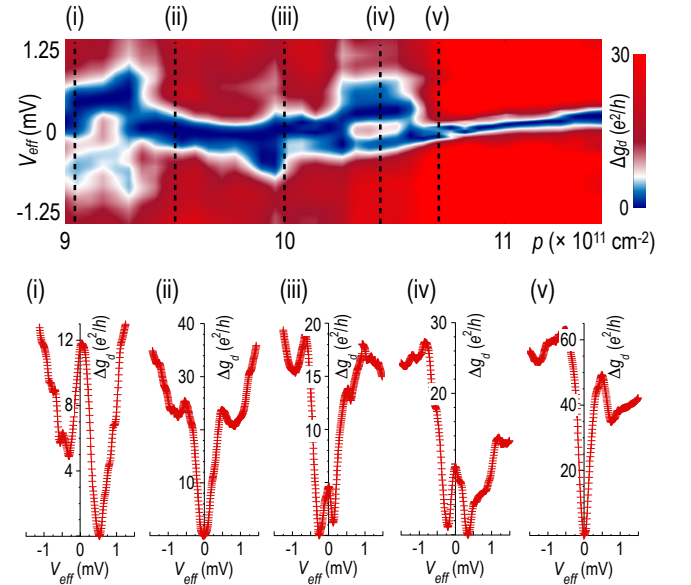 (i) (ii) (iii) (iv) (v)
1.25
0
-1.25
V_eff (mV)
30
0
Δg_d (e²/h)
9 10 11 p (× 10¹¹ cm⁻²)
(i) (ii) (iii) (iv) (v)
12
8
4
Δg_d (e²/h)
-1 0 1
V_eff (mV)
40
30
20
10
Δg_d (e²/h)
-1 0 1
V_eff (mV)
20
15
10
5
Δg_d (e²/h)
-1 0 1
V_eff (mV)
30
20
10
Δg_d (e²/h)
-1 0 1
V_eff (mV)
60
40
20
Δg_d (e²/h)
-1 0 1
V_eff (mV)